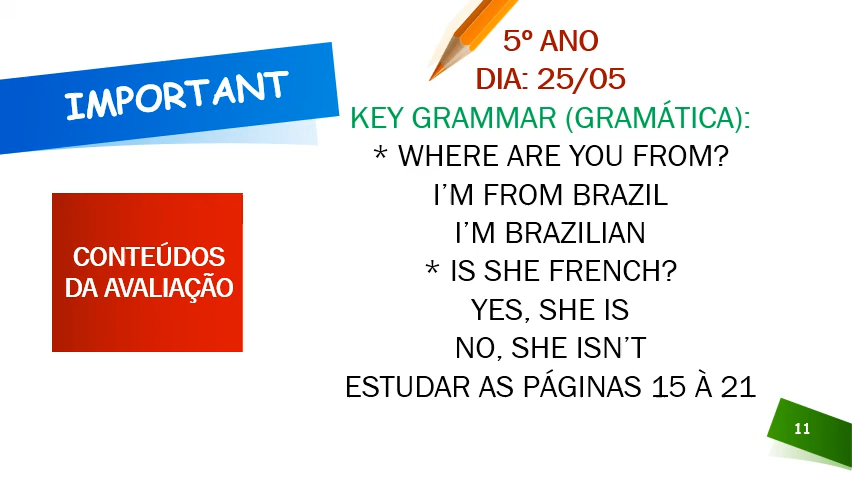 IMPORTANT
CONTEÚDOS
DA AVALIAÇÃO
5º ANO
DIA: 25/05
KEY GRAMMAR (GRAMÁTICA):
* WHERE ARE YOU FROM?
I’M FROM BRAZIL
I’M BRAZILIAN
* IS SHE FRENCH?
YES, SHE IS
NO, SHE ISN’T
ESTUDAR AS PÁGINAS 15 À 21
11